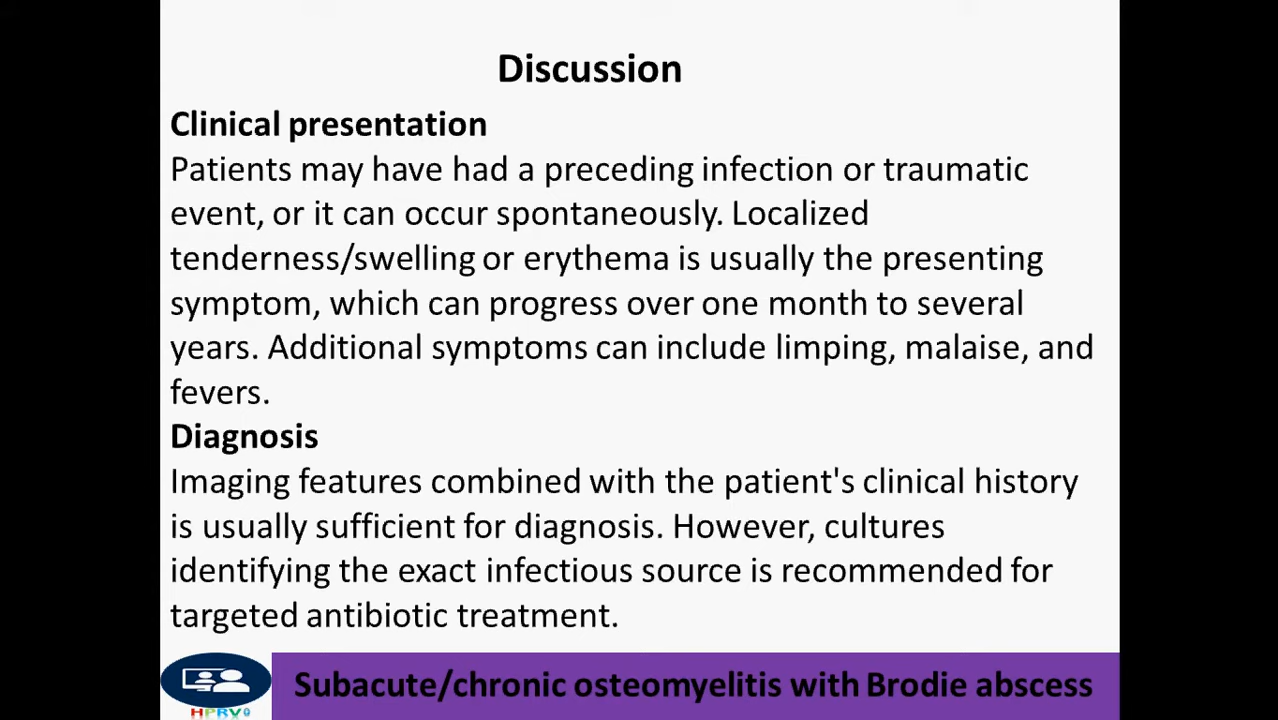 Discussion
Clinical presentation
Patients may have had a preceding infection or traumatic
event, or it can occur spontaneously. Localized
tenderness/swelling or erythema is usually the presenting
symptom, which can progress over one month to several
years. Additional symptoms can include limping, malaise, and
fevers.
Diagnosis
Imaging features combined with the patient's clinical history
is usually sufficient for diagnosis. However, cultures
identifying the exact infectious source is recommended for
targeted antibiotic treatment.
Subacute/chronic osteomyelitis with Brodie abscess
HPRV